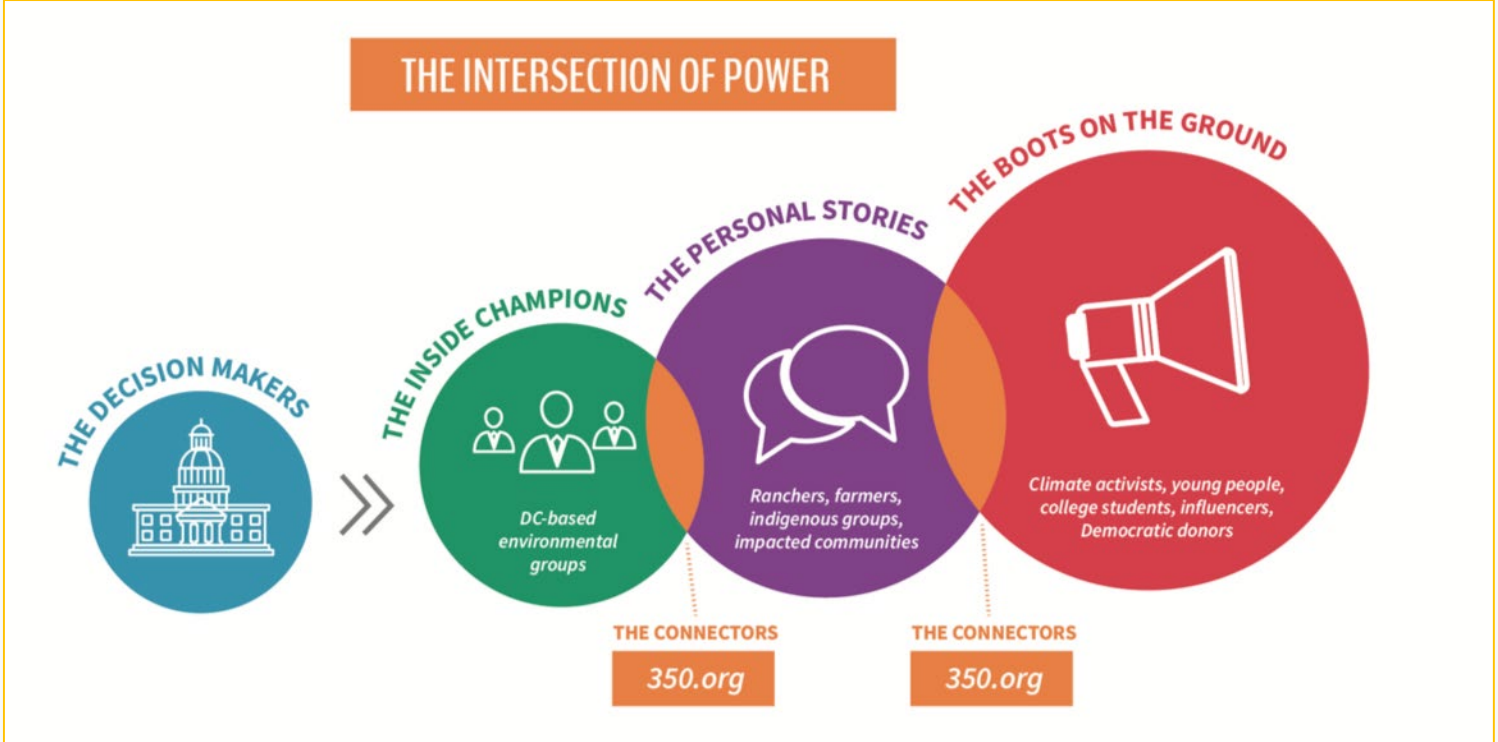 THE INTERSECTION OF POWER
THE DECISION MAKERS
THE INSIDE CHAMPIONS
DC-based
environmental
groups
THE PERSONAL STORIES
Ranchers, farmers,
indigenous groups,
impacted communities
THE BOOTS ON THE GROUND
Climate activists, young people,
college students, influencers,
Democratic donors
THE CONNECTORS
350.org
THE CONNECTORS
350.org